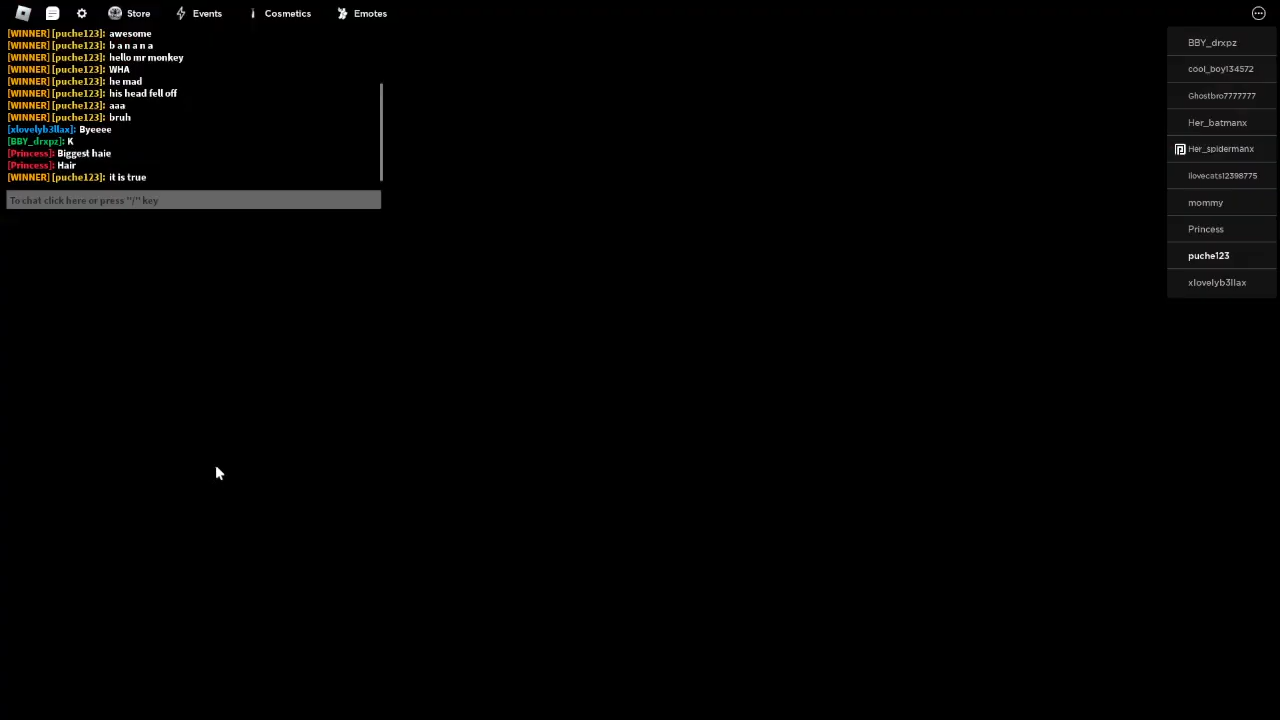 Store Events Cosmetics Emotes
[WINNER] [puche123]: awesome
[WINNER] [puche123]: b a n a n a
[WINNER] [puche123]: hello mr monkey
[WINNER] [puche123]: WHA
[WINNER] [puche123]: he mad
[WINNER] [puche123]: his head fell off
[WINNER] [puche123]: aaa
[WINNER] [puche123]: bruh
[xlovelyb3llax]: Byeeee
[BBY_drxpz]: K
[Princess]: Biggest haie
[Princess]: Hair
[WINNER] [puche123]: it is true
To chat click here or press "/" key
BBY_drxpz
cool_boy134572
Ghostbro7777777
Her_batmanx
Her_spidermanx
ilovecats12398775
mommy
Princess
puche123
xlovelyb3llax